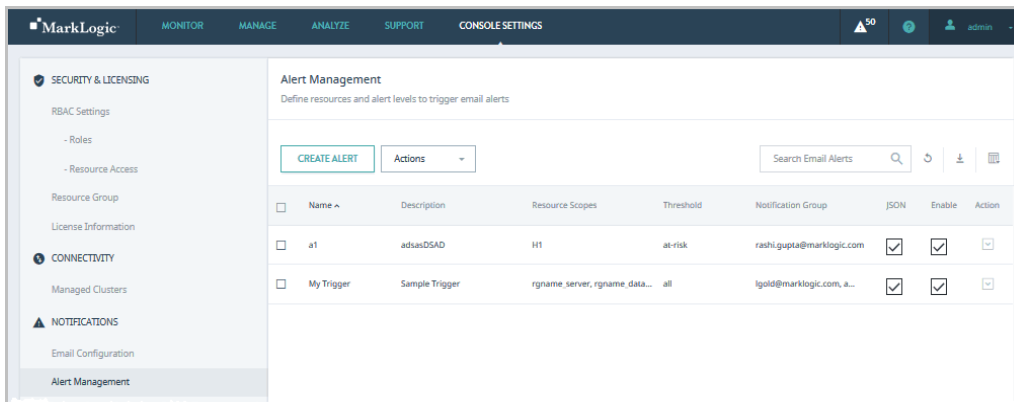 MarkLogic MONITOR MANAGE ANALYZE SUPPORT CONSOLE SETTINGS 50 ? admin
SECURITY & LICENSING
RBAC Settings
- Roles
- Resource Access
Resource Group
License Information
CONNECTIVITY
Managed Clusters
NOTIFICATIONS
Email Configuration
Alert Management
Alert Management
Define resources and alert levels to trigger email alerts
CREATE ALERT Actions Search Email Alerts
Name Description Resource Scopes Threshold Notification Group JSON Enable Action
a1 adsasDSAD H1 at-risk rashi.gupta@marklogic.com
My Trigger Sample Trigger rgname_server, rgname_data... all lgold@marklogic.com, a...